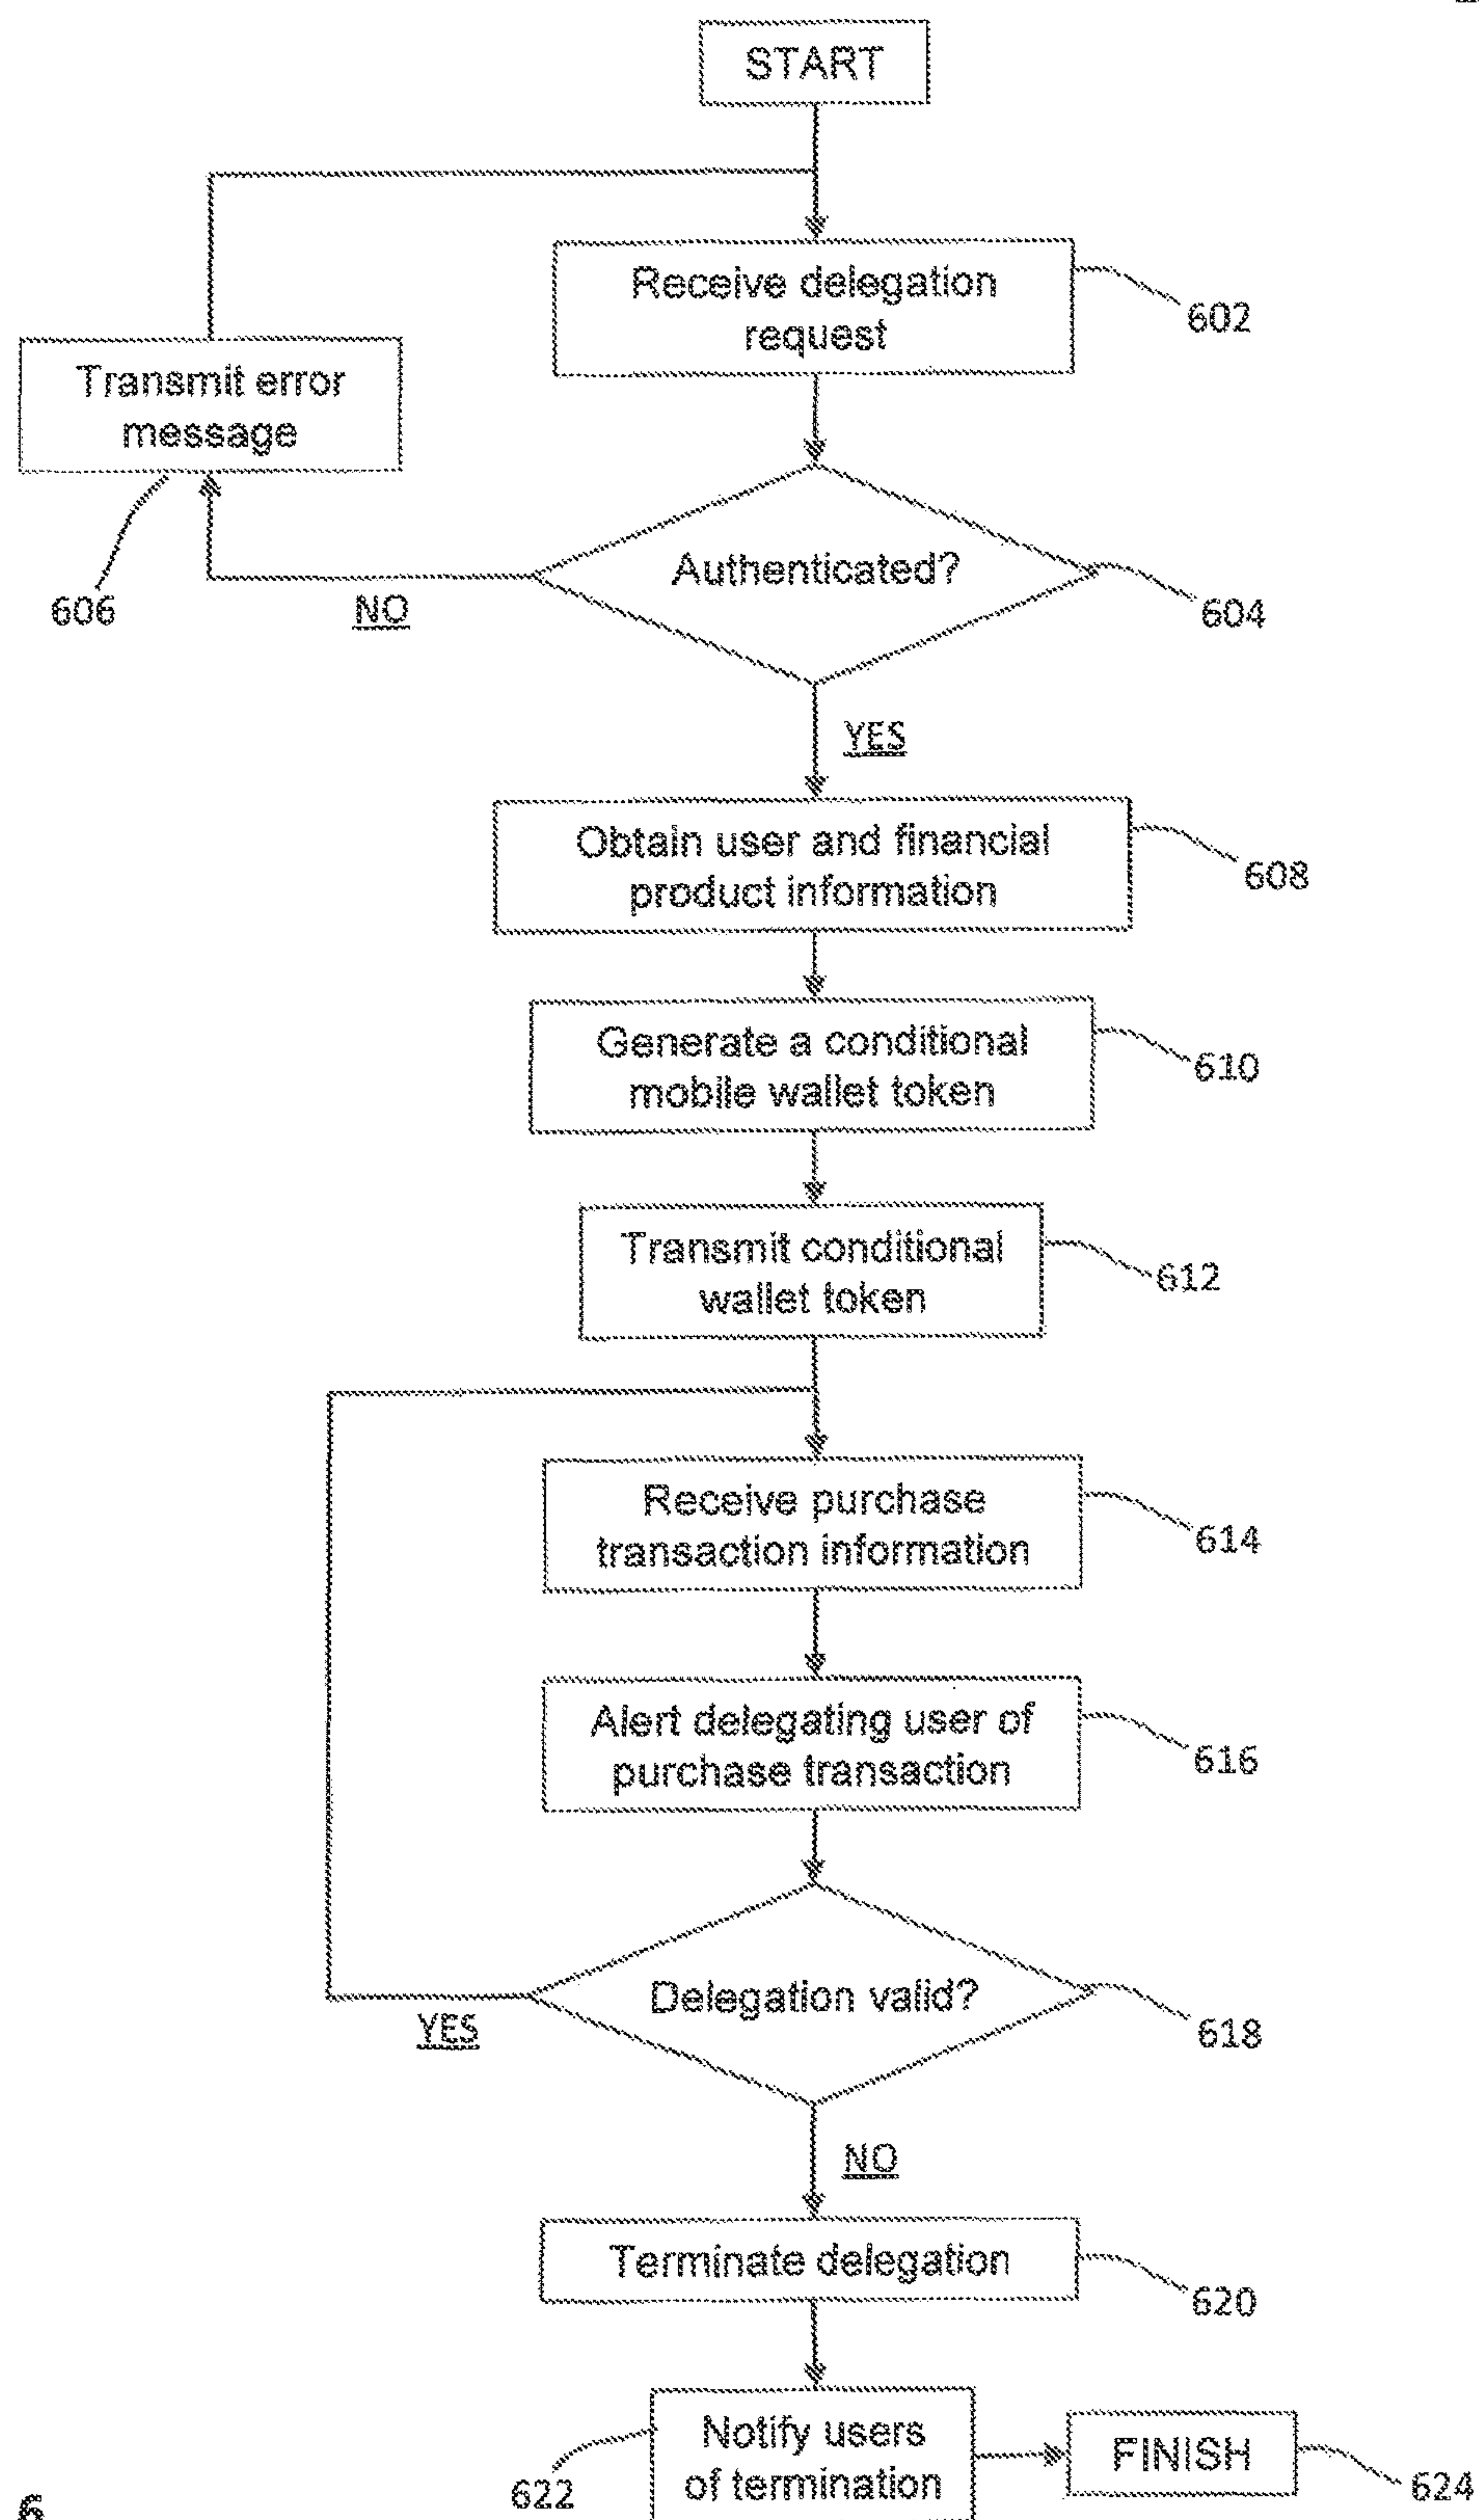 START
Receive delegation
request
602
Transmit error
message
606
Authenticated?
604
NO
YES
Obtain user and financial
product information
608
Generate a conditional
mobile wallet token
610
Transmit conditional
wallet token
612
Receive purchase
transaction information
614
Alert delegating user of
purchase transaction
616
Delegation valid?
618
YES
NO
Terminate delegation
620
Notify users
of termination
622
FINISH
624
6